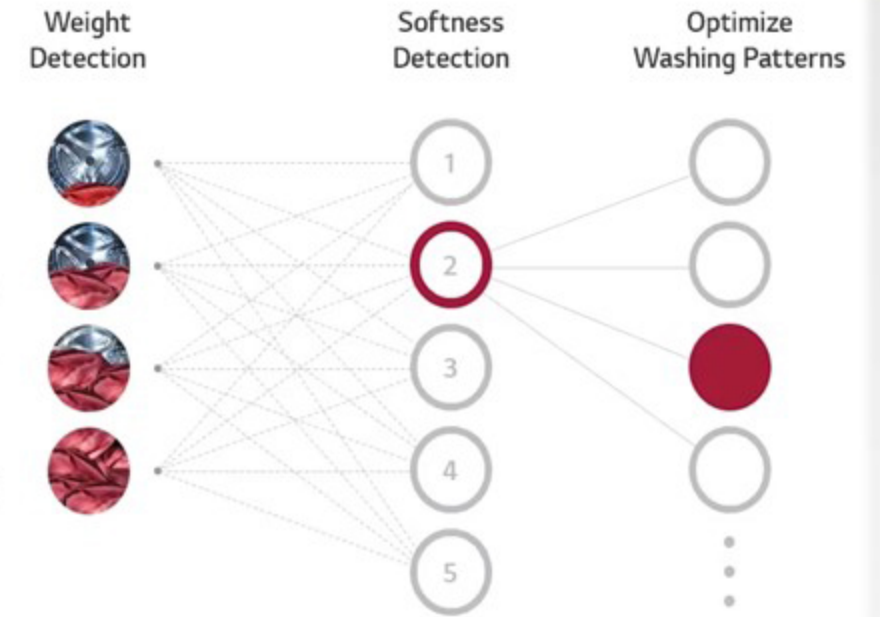 Weight
Detection
Softness
Detection
Optimize
Washing Patterns
1
2
3
4
5